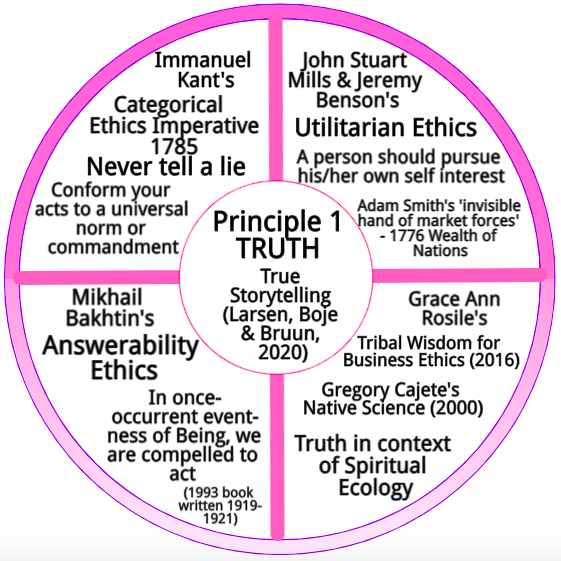 Immanuel
Kant's
Categorical
Ethics Imperative
1785
Never tell a lie
Conform your
acts to a universal
norm or
commandment
John Stuart
Mills & Jeremy
Benson's
Utilitarian Ethics
A person should pursue
his/her own self interest
Adam Smith's 'invisible
hand of market forces'
- 1776 Wealth of
Nations
Principle 1
TRUTH
True
Storytelling
(Larsen, Boje
& Bruun,
2020)
Mikhail
Bakhtin's
Answerability
Ethics
In once-
occurrent event-
ness of Being, we
are compelled to
act
(1993 book
written 1919-
1921)
Grace Ann
Rosile's
Tribal Wisdom for
Business Ethics (2016)
Gregory Cajete's
Native Science (2000)
Truth in context
of Spiritual
Ecology